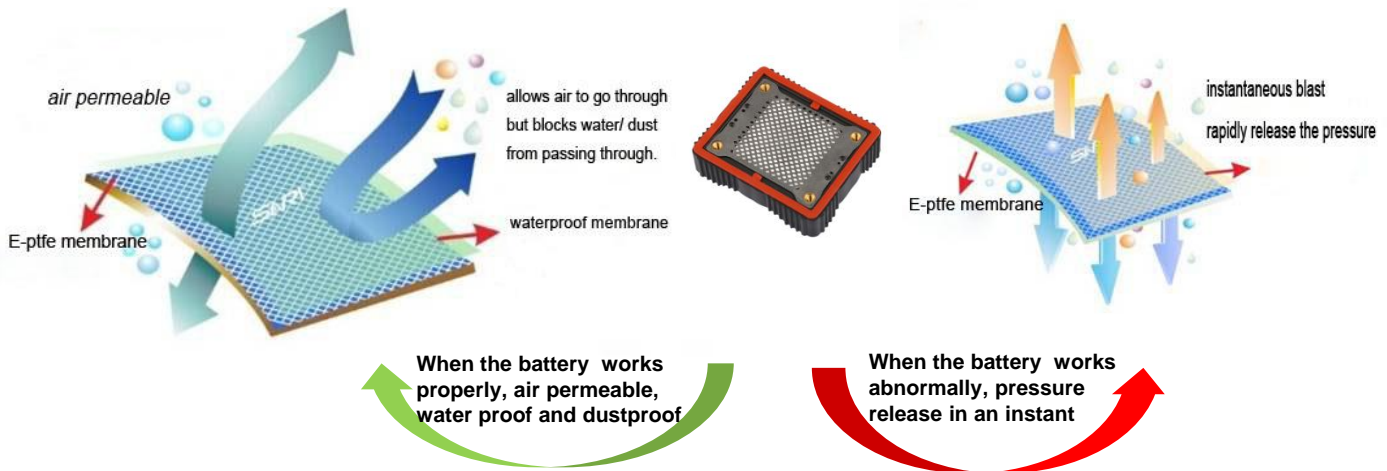 air permeable
allows air to go through
but blocks water/ dust
from passing through.
E-ptfe membrane
waterproof membrane
instantaneous blast
rapidly release the pressure
E-ptfe membrane
When the battery  works
properly, air permeable,
water proof and dustproof
When the battery  works
abnormally, pressure
release in an instant